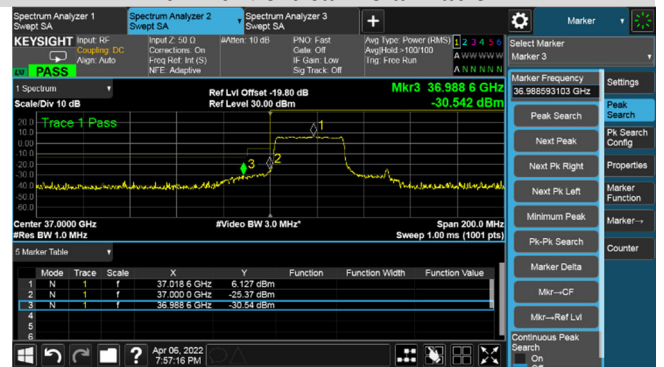 Spectrum Analyzer 1
Swept SA
Spectrum Analyzer 2
Swept SA
Spectrum Analyzer 3
Swept SA
Marker
KEYSIGHT
Input: RF
Coupling: DC
Align: Auto
Input Z: 50 Ω
Corrections: On
Freq Ref: Int (S)
NFE: Adaptive
#Atten: 10 dB
PNO: Fast
Gate: Off
IF Gain: Low
Sig Track: Off
Avg Type: Power (RMS)
Avg|Hold:>100/100
Trig: Free Run
1 2 3 4 5 6
A W W W W W
A N N N N N
PASS
Select Marker
Marker 3
1 Spectrum
Scale/Div 10 dB
Ref Lvl Offset -19.80 dB
Ref Level 30.00 dBm
Mkr3 36.988 6 GHz
-30.542 dBm
Trace 1 Pass
20.0
10.0
0.00
-10.0
-20.0
-30.0
-40.0
-50.0
-60.0
1
2
3
Center 37.0000 GHz
#Res BW 1.0 MHz
#Video BW 3.0 MHz*
Span 200.0 MHz
Sweep 1.00 ms (1001 pts)
5 Marker Table
Mode Trace Scale X Y Function Function Width Function Value
1 N 1 f 37.018 6 GHz 6.127 dBm
2 N 1 f 37.000 0 GHz -25.37 dBm
3 N 1 f 36.988 6 GHz -30.54 dBm
4
5
6
Marker Frequency
36.988593103 GHz
Peak Search
Next Peak
Next Pk Right
Next Pk Left
Minimum Peak
Pk-Pk Search
Marker Delta
Mkr→CF
Mkr→Ref Lvl
Continuous Peak
Search
On
Off
Settings
Peak
Search
Pk Search
Config
Properties
Marker
Function
Marker→
Counter
?
Apr 06, 2022
7:57:16 PM